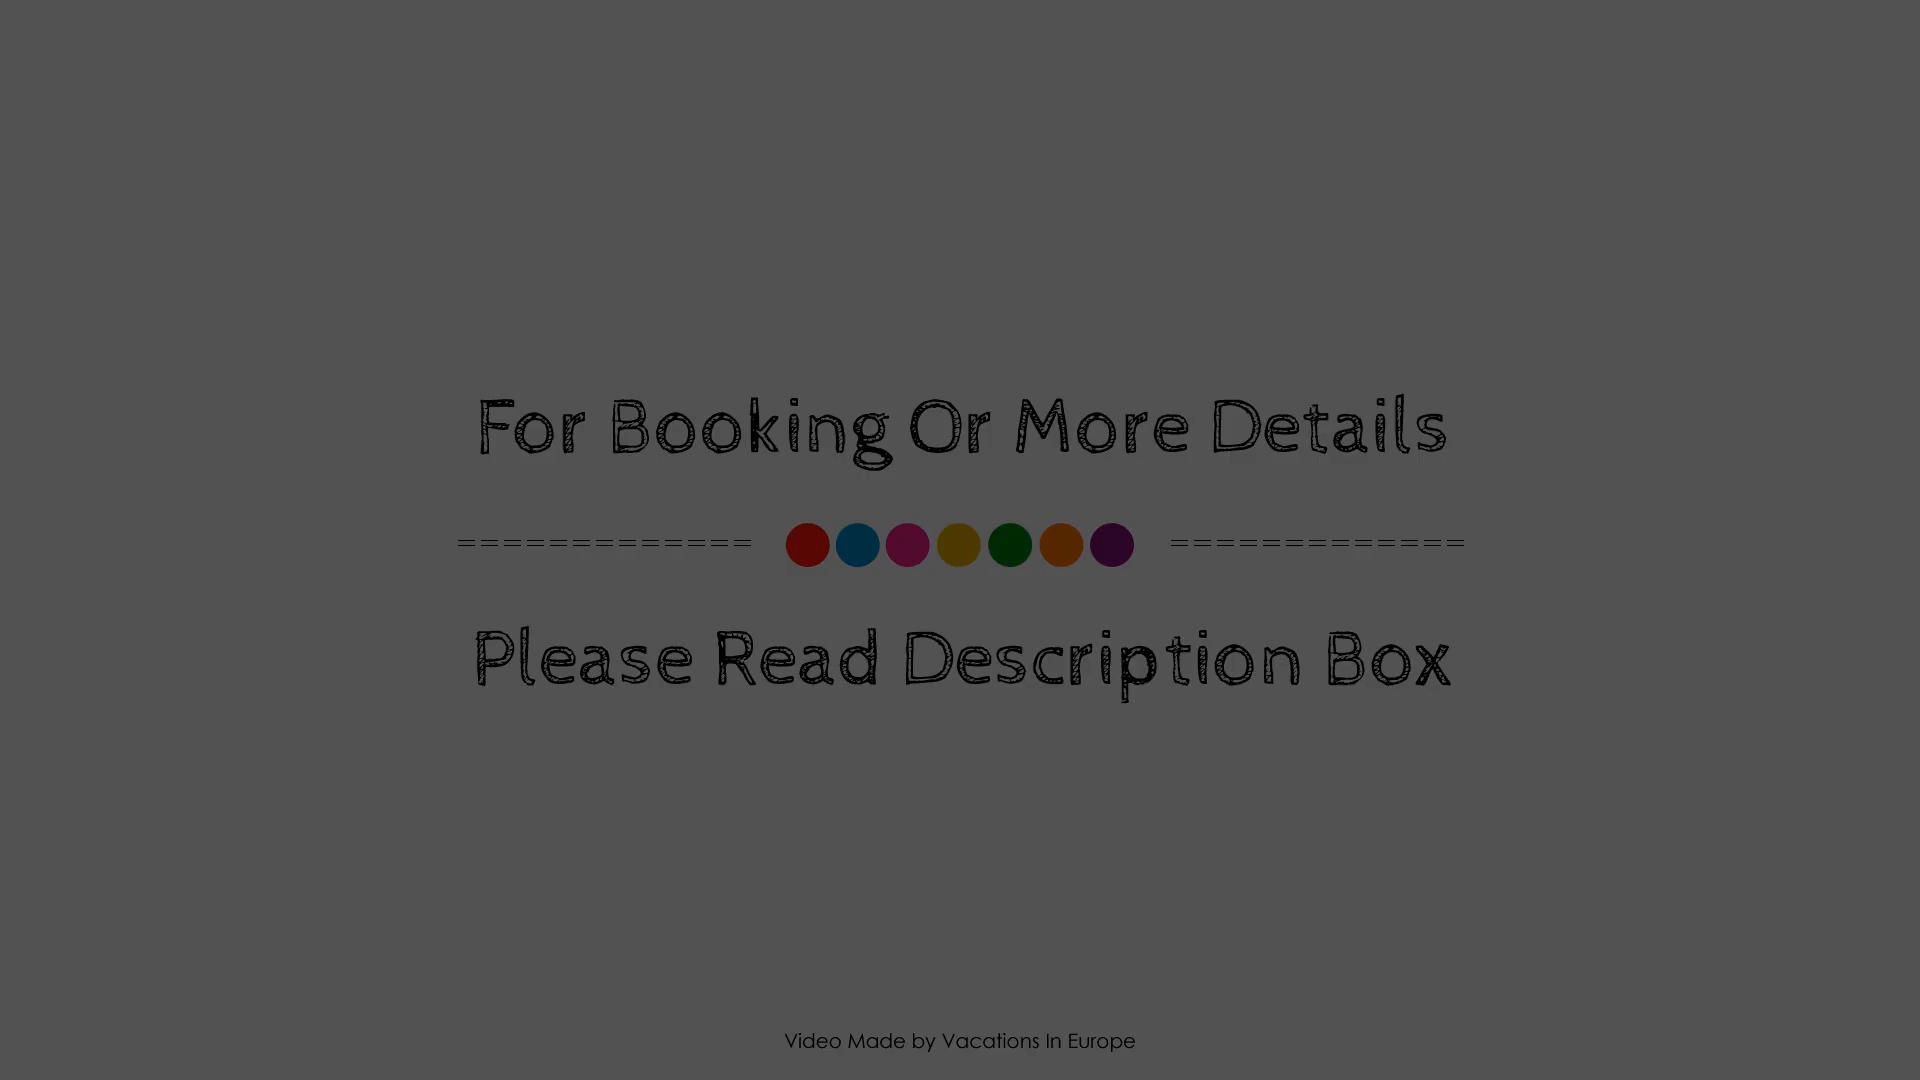 For Booking Or More Details
============= =============
Please Read Description Box
Video Made by Vacations In Europe